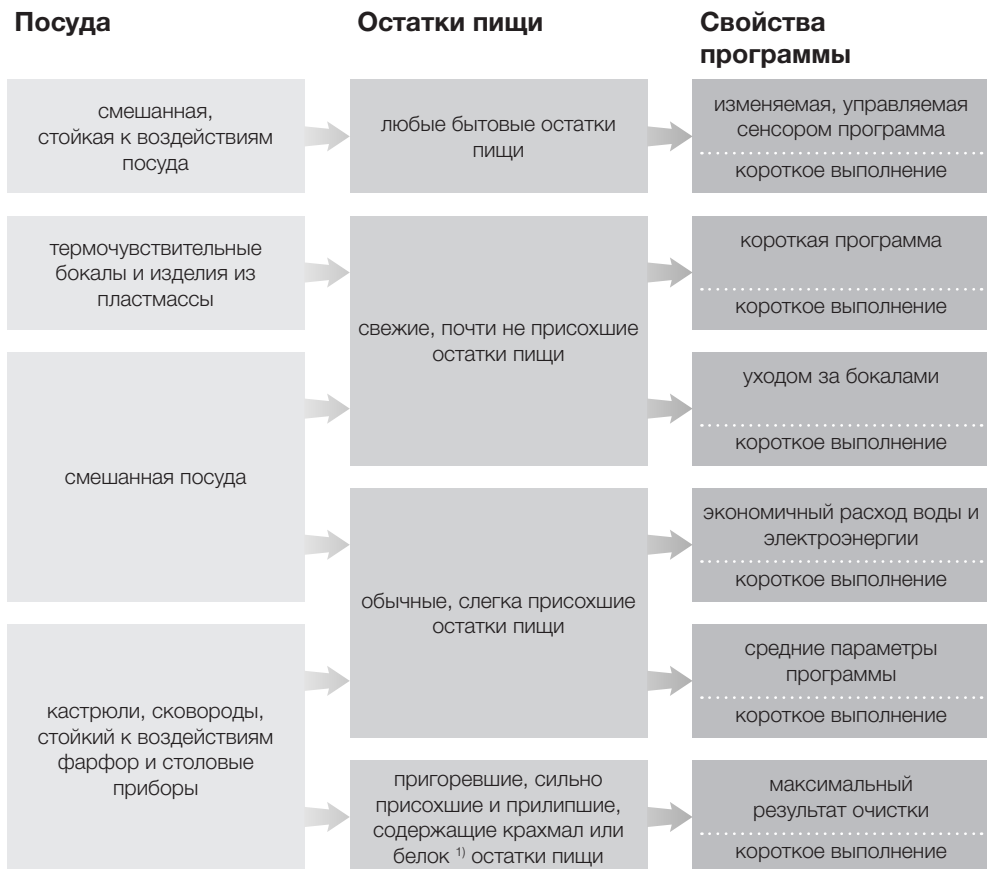 Посуда
Остатки пищи
Свойства
программы
смешанная,
стойкая к воздействиям
посуда
любые бытовые остатки
пищи
изменяемая, управляемая
сенсором программа
короткое выполнение
термочувствительные
бокалы и изделия из
пластмассы
свежие, почти не присохшие
остатки пищи
короткая программа
короткое выполнение
смешанная посуда
уходом за бокалами
короткое выполнение
обычные, слегка присохшие
остатки пищи
экономичный расход воды и
электроэнергии
короткое выполнение
кастрюли, сковороды,
стойкий к воздействиям
фарфор и столовые
приборы
средние параметры
программы
короткое выполнение
пригоревшие, сильно
присохшие и прилипшие,
содержащие крахмал или
белок ¹⁾ остатки пищи
максимальный
результат очистки
короткое выполнение